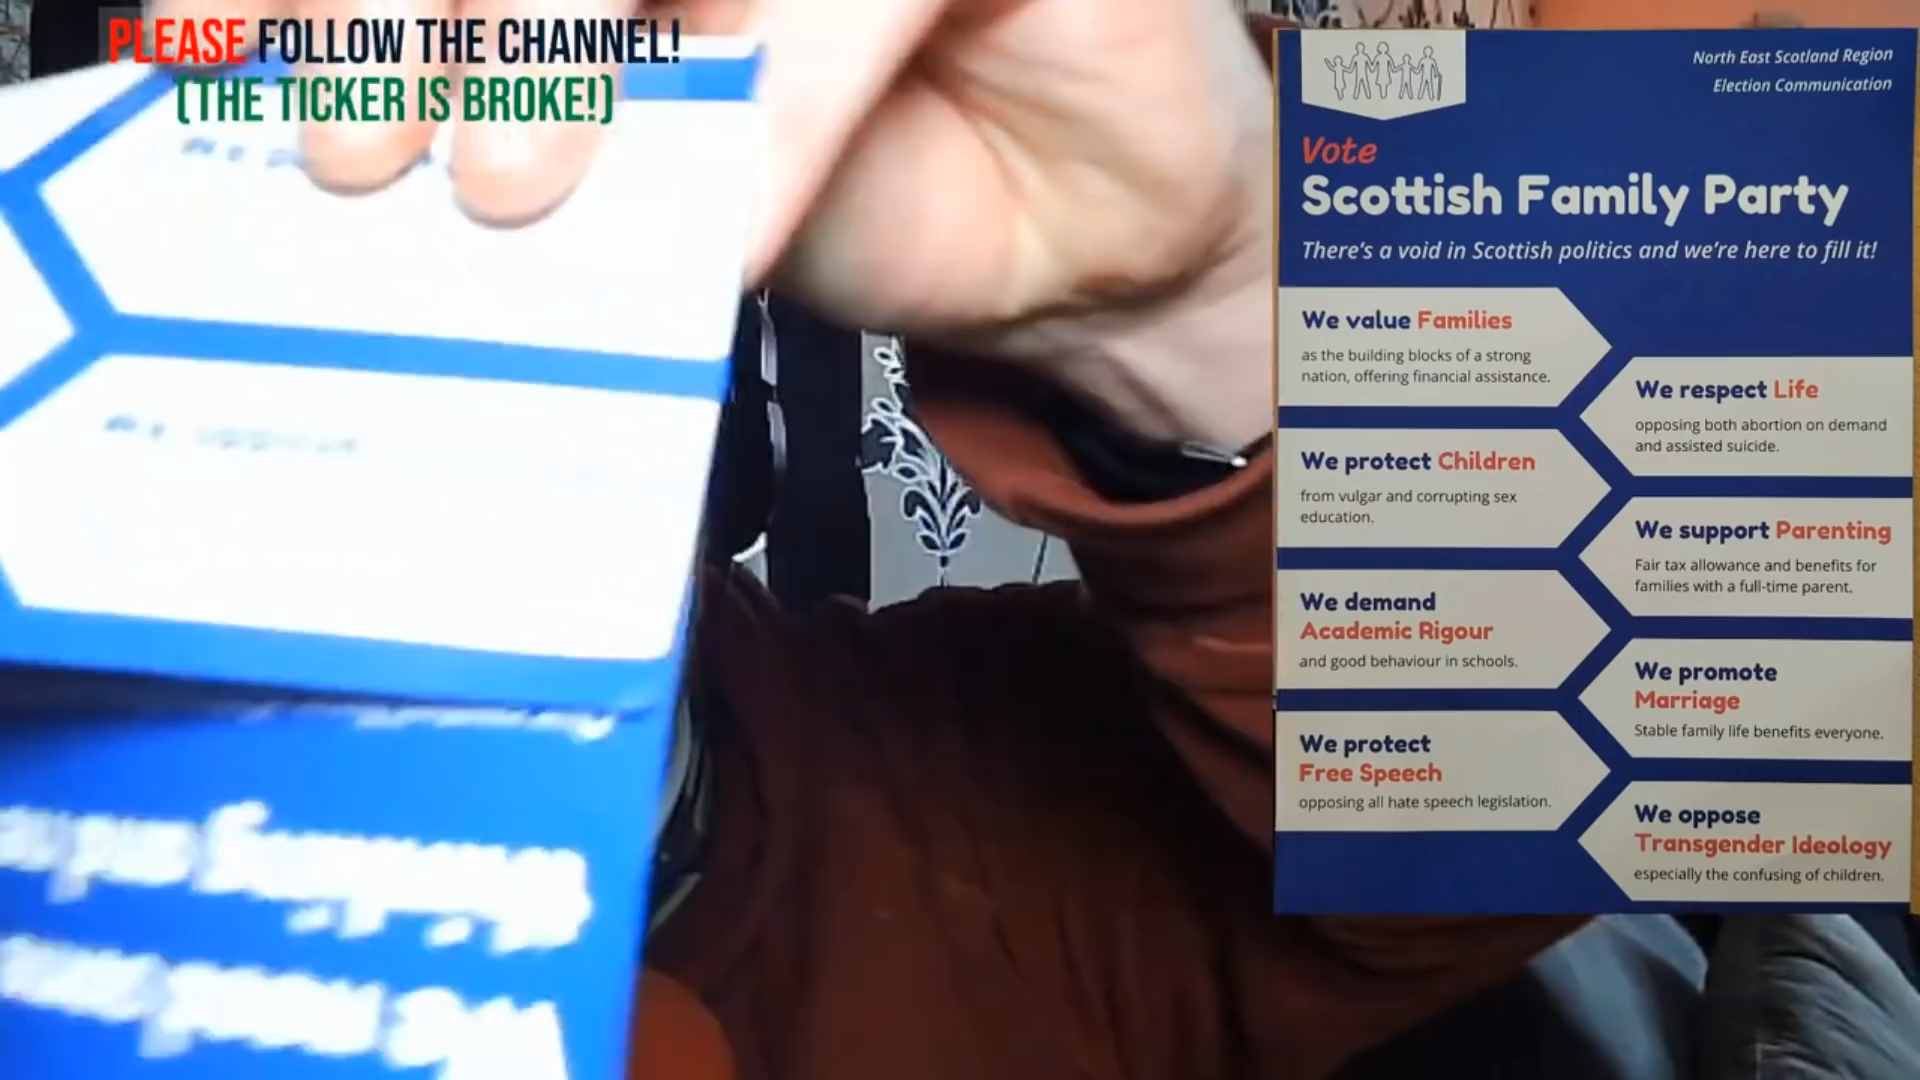 PLEASE FOLLOW THE CHANNEL!
(THE TICKER IS BROKE!)
We
We oppose
North East Scotland Region
Election Communication
Vote
Scottish Family Party
There's a void in Scottish politics and we're here to fill it!
We value Families
as the building blocks of a strong
nation, offering financial assistance.
We respect Life
opposing both abortion on demand
and assisted suicide.
We protect Children
from vulgar and corrupting sex
education.
We support Parenting
Fair tax allowance and benefits for
families with a full-time parent.
We demand
Academic Rigour
and good behaviour in schools.
We promote
Marriage
Stable family life benefits everyone.
We protect
Free Speech
opposing all hate speech legislation.
We oppose
Transgender Ideology
especially the confusing of children.